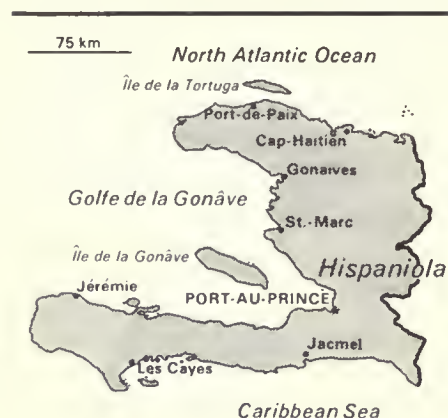 75 km
North Atlantic Ocean
Île de la Tortuga
Port-de-Paix
Cap-Haïtien
Gonaïves
Golfe de la Gonâve
St.-Marc
Île de la Gonâve
Hispaniola
Jérémie
PORT-AU-PRINCE
Jacmel
Les Cayes
Caribbean Sea